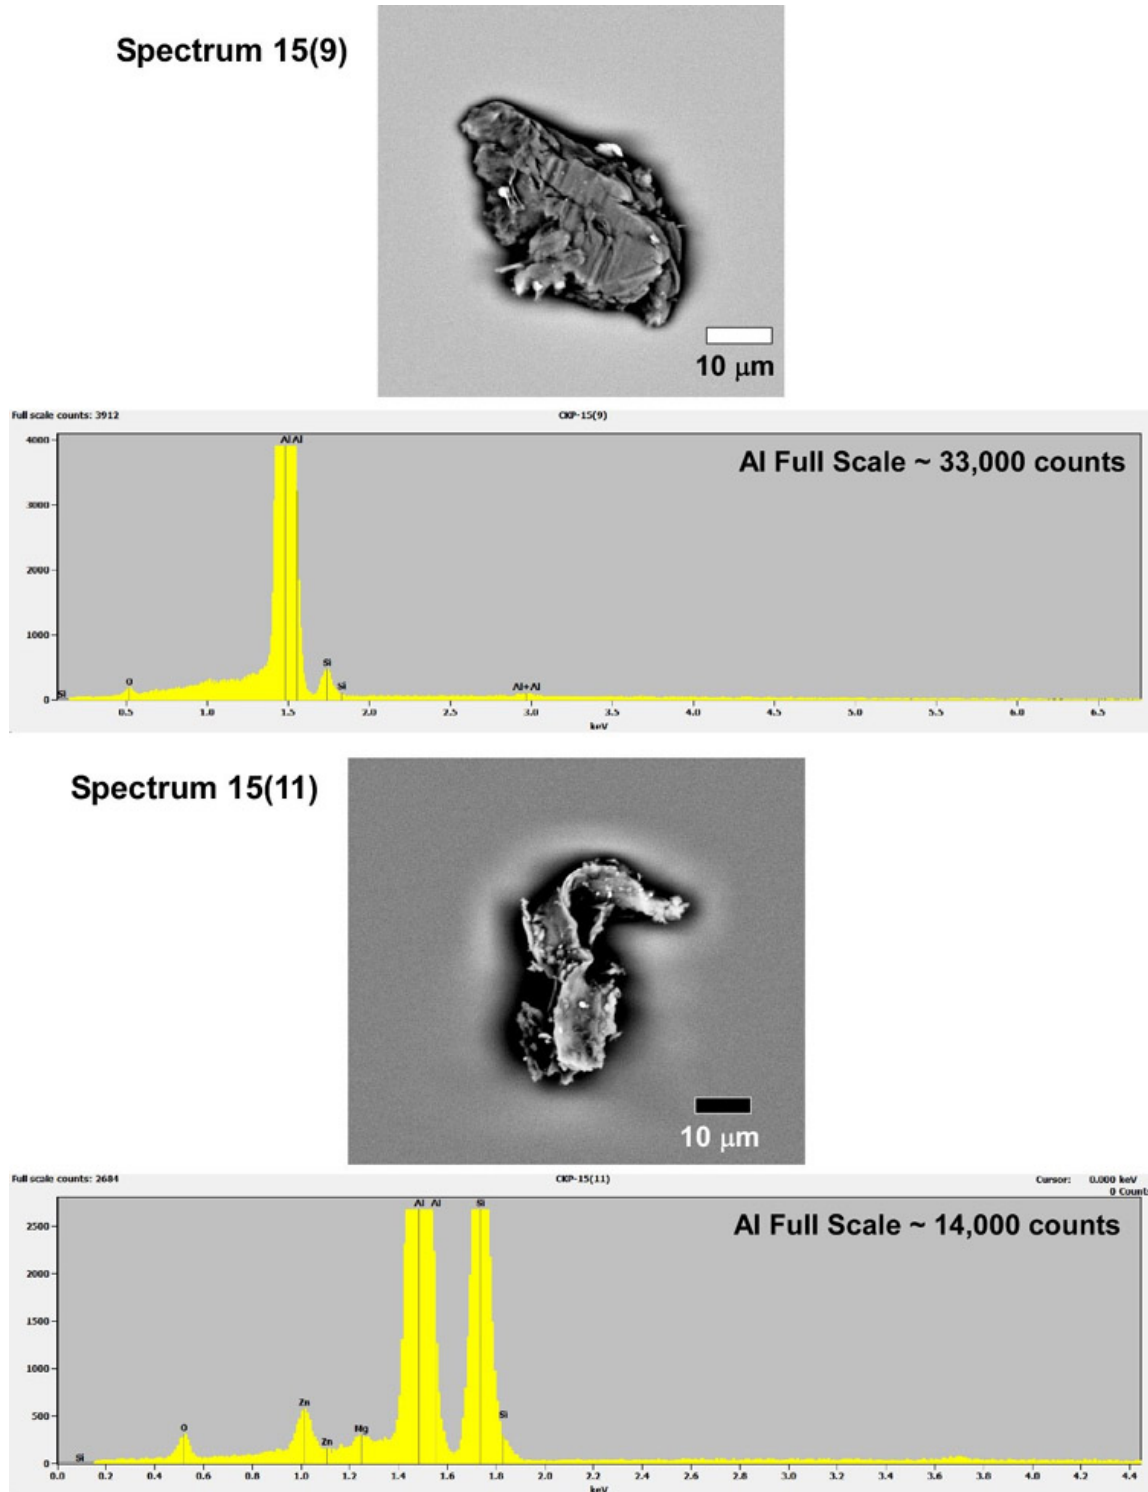 Spectrum 15(9)
10 μm
Full scale counts: 3912 CKP-15(9)
Al Full Scale ~ 33,000 counts
4000
3000
2000
1000
0
Si O Al Al Si Si Al+Al
0.5 1.0 1.5 2.0 2.5 3.0 3.5 4.0 4.5 5.0 5.5 6.0 6.5
keV
Spectrum 15(11)
10 μm
Full scale counts: 2684 CKP-15(11) Cursor: 0.000 keV
0 Counts
Al Full Scale ~ 14,000 counts
2500
2000
1500
1000
500
0
Si O Zn Zn Mg Al Al Si Si
0.0 0.2 0.4 0.6 0.8 1.0 1.2 1.4 1.6 1.8 2.0 2.2 2.4 2.6 2.8 3.0 3.2 3.4 3.6 3.8 4.0 4.2 4.4
keV